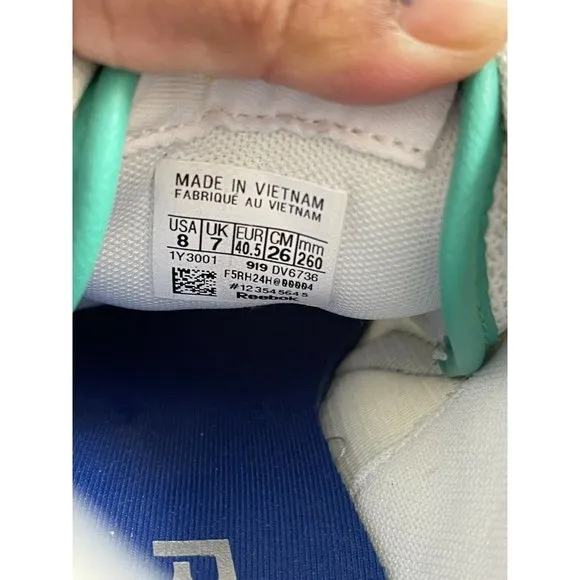 MADE IN VIETNAM
FABRIQUÉ AU VIETNAM
USA UK EUR CM mm
8 7 40.5 26 260
1Y3001 919 DV6736
F5RH24H@00004
#123545645
Reebok